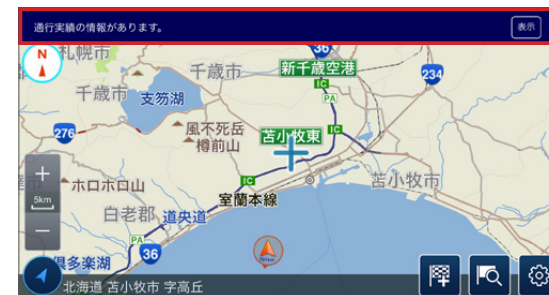 通行実績の情報があります。
表示
N
札幌市
36
千歳市
新千歳空港
IC
234
PA
千歳市
支笏湖
276
風不死岳
樽前山
苫小牧東
IC
ホロホロ山
IC
苫小牧市
5km
室蘭本線
白老郡
道央道
PA
36
倶多楽湖
北海道 苫小牧市 字高丘